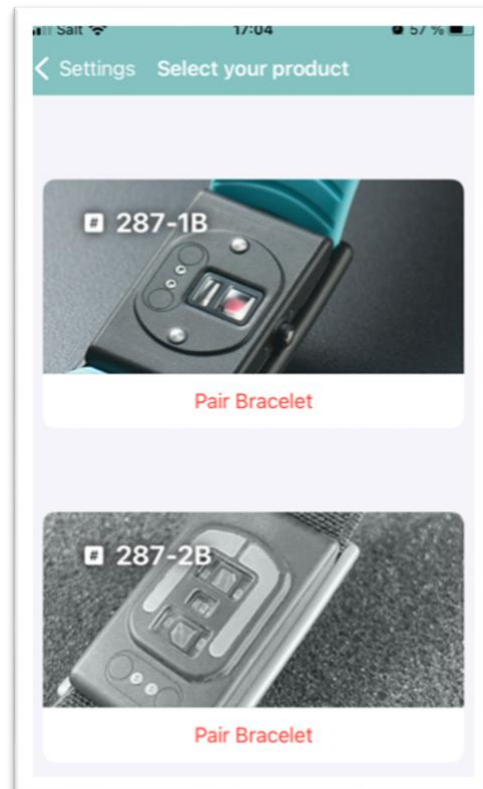 Salt 17:04 57 %
Settings Select your product
# 287-1B
Pair Bracelet
# 287-2B
Pair Bracelet